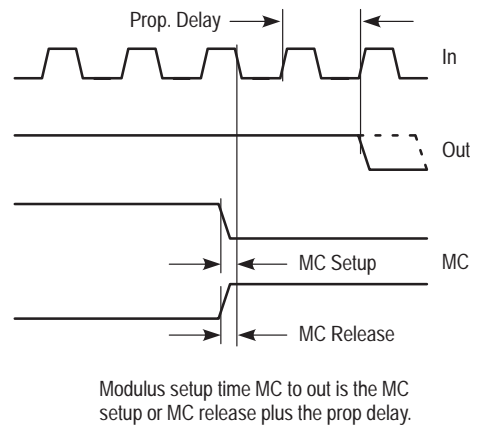 Prop. Delay
In
Out
MC Setup
MC
MC Release
Modulus setup time MC to out is the MC
setup or MC release plus the prop delay.